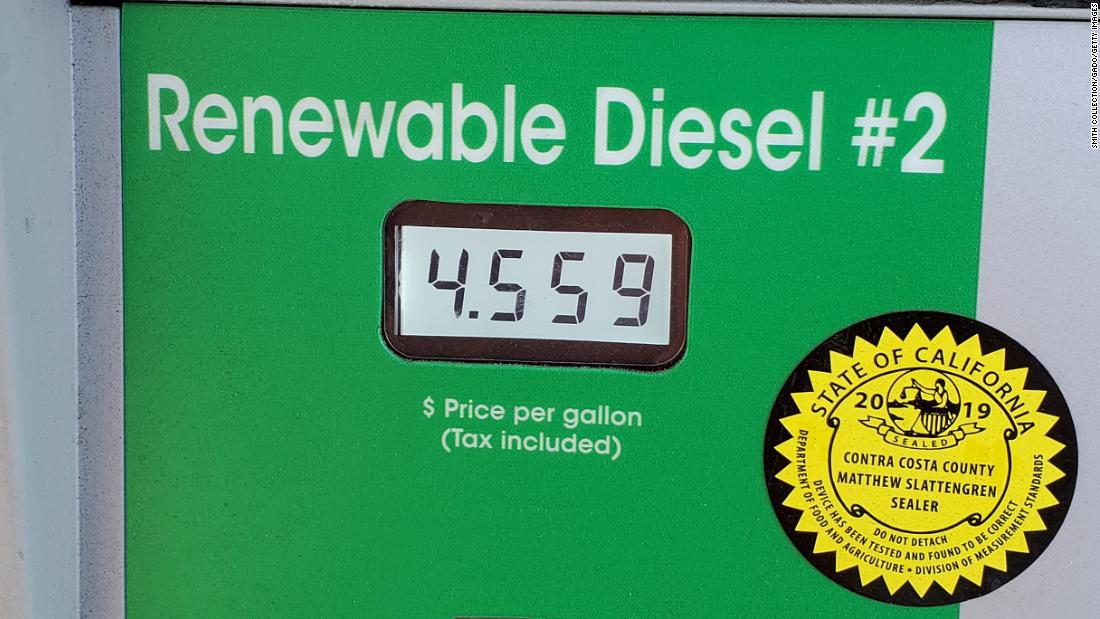 Renewable Diesel #2
4.559
$ Price per gallon
(Tax included)
STATE OF CALIFORNIA
2019
SEALED
CONTRA COSTA COUNTY
MATTHEW SLATTENGREN
SEALER
DO NOT DETACH
DEVICE HAS BEEN TESTED AND FOUND TO BE CORRECT
DEPARTMENT OF FOOD AND AGRICULTURE • DIVISION OF MEASUREMENT STANDARDS
SMITH COLLECTION/GADO/GETTY IMAGES